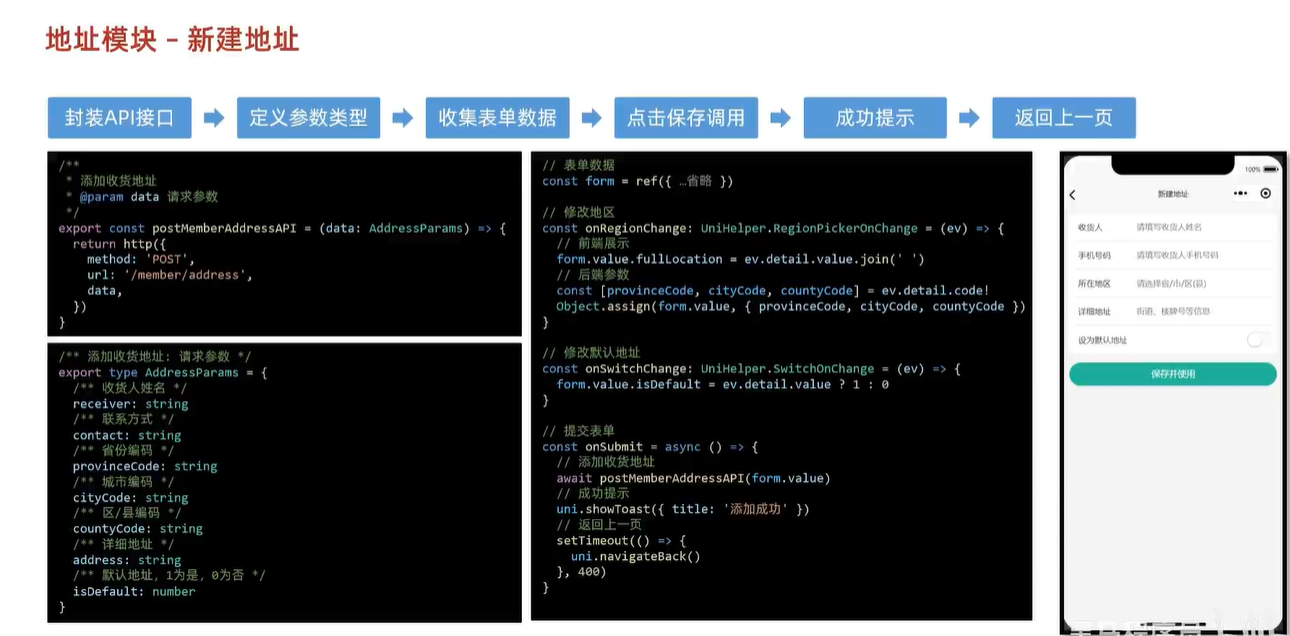 地址模块 - 新建地址
封装API接口
定义参数类型
收集表单数据
点击保存调用
成功提示
返回上一页
/**
 * 添加收货地址
 * @param data 请求参数
 */
export const postMemberAddressAPI = (data: AddressParams) => {
  return http({
    method: 'POST',
    url: '/member/address',
    data,
  })
}
/** 添加收货地址: 请求参数 */
export type AddressParams = {
  /** 收货人姓名 */
  receiver: string
  /** 联系方式 */
  contact: string
  /** 省份编码 */
  provinceCode: string
  /** 城市编码 */
  cityCode: string
  /** 区/县编码 */
  countyCode: string
  /** 详细地址 */
  address: string
  /** 默认地址，1为是，0为否 */
  isDefault: number
}
// 表单数据
const form = ref({ …省略 })
// 修改地区
const onRegionChange: UniHelper.RegionPickerOnChange = (ev) => {
  // 前端展示
  form.value.fullLocation = ev.detail.value.join(' ')
  // 后端参数
  const [provinceCode, cityCode, countyCode] = ev.detail.code!
  Object.assign(form.value, { provinceCode, cityCode, countyCode })
}
// 修改默认地址
const onSwitchChange: UniHelper.SwitchOnChange = (ev) => {
  form.value.isDefault = ev.detail.value ? 1 : 0
}
// 提交表单
const onSubmit = async () => {
  // 添加收货地址
  await postMemberAddressAPI(form.value)
  // 成功提示
  uni.showToast({ title: '添加成功' })
  // 返回上一页
  setTimeout(() => {
    uni.navigateBack()
  }, 400)
}
100%
新建地址
收货人 请填写收货人姓名
手机号码 请填写收货人手机号码
所在地区 请选择省/市/区(县)
详细地址 街道、楼牌号等信息
设为默认地址
保存并使用